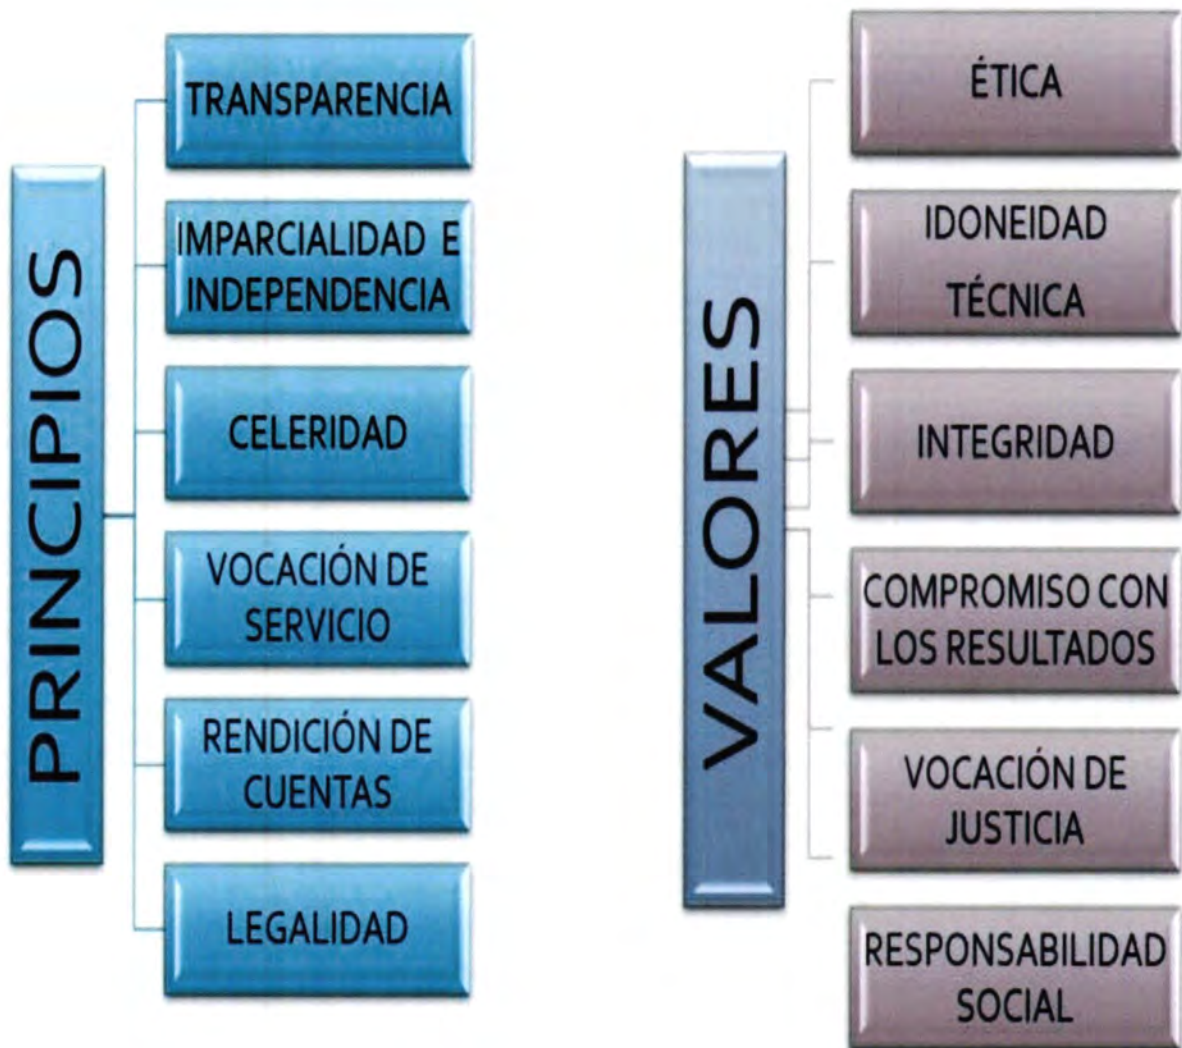 PRINCIPIOS
TRANSPARENCIA
IMPARCIALIDAD E
INDEPENDENCIA
CELERIDAD
VOCACIÓN DE
SERVICIO
RENDICIÓN DE
CUENTAS
LEGALIDAD
VALORES
ÉTICA
IDONEIDAD
TÉCNICA
INTEGRIDAD
COMPROMISO CON
LOS RESULTADOS
VOCACIÓN DE
JUSTICIA
RESPONSABILIDAD
SOCIAL